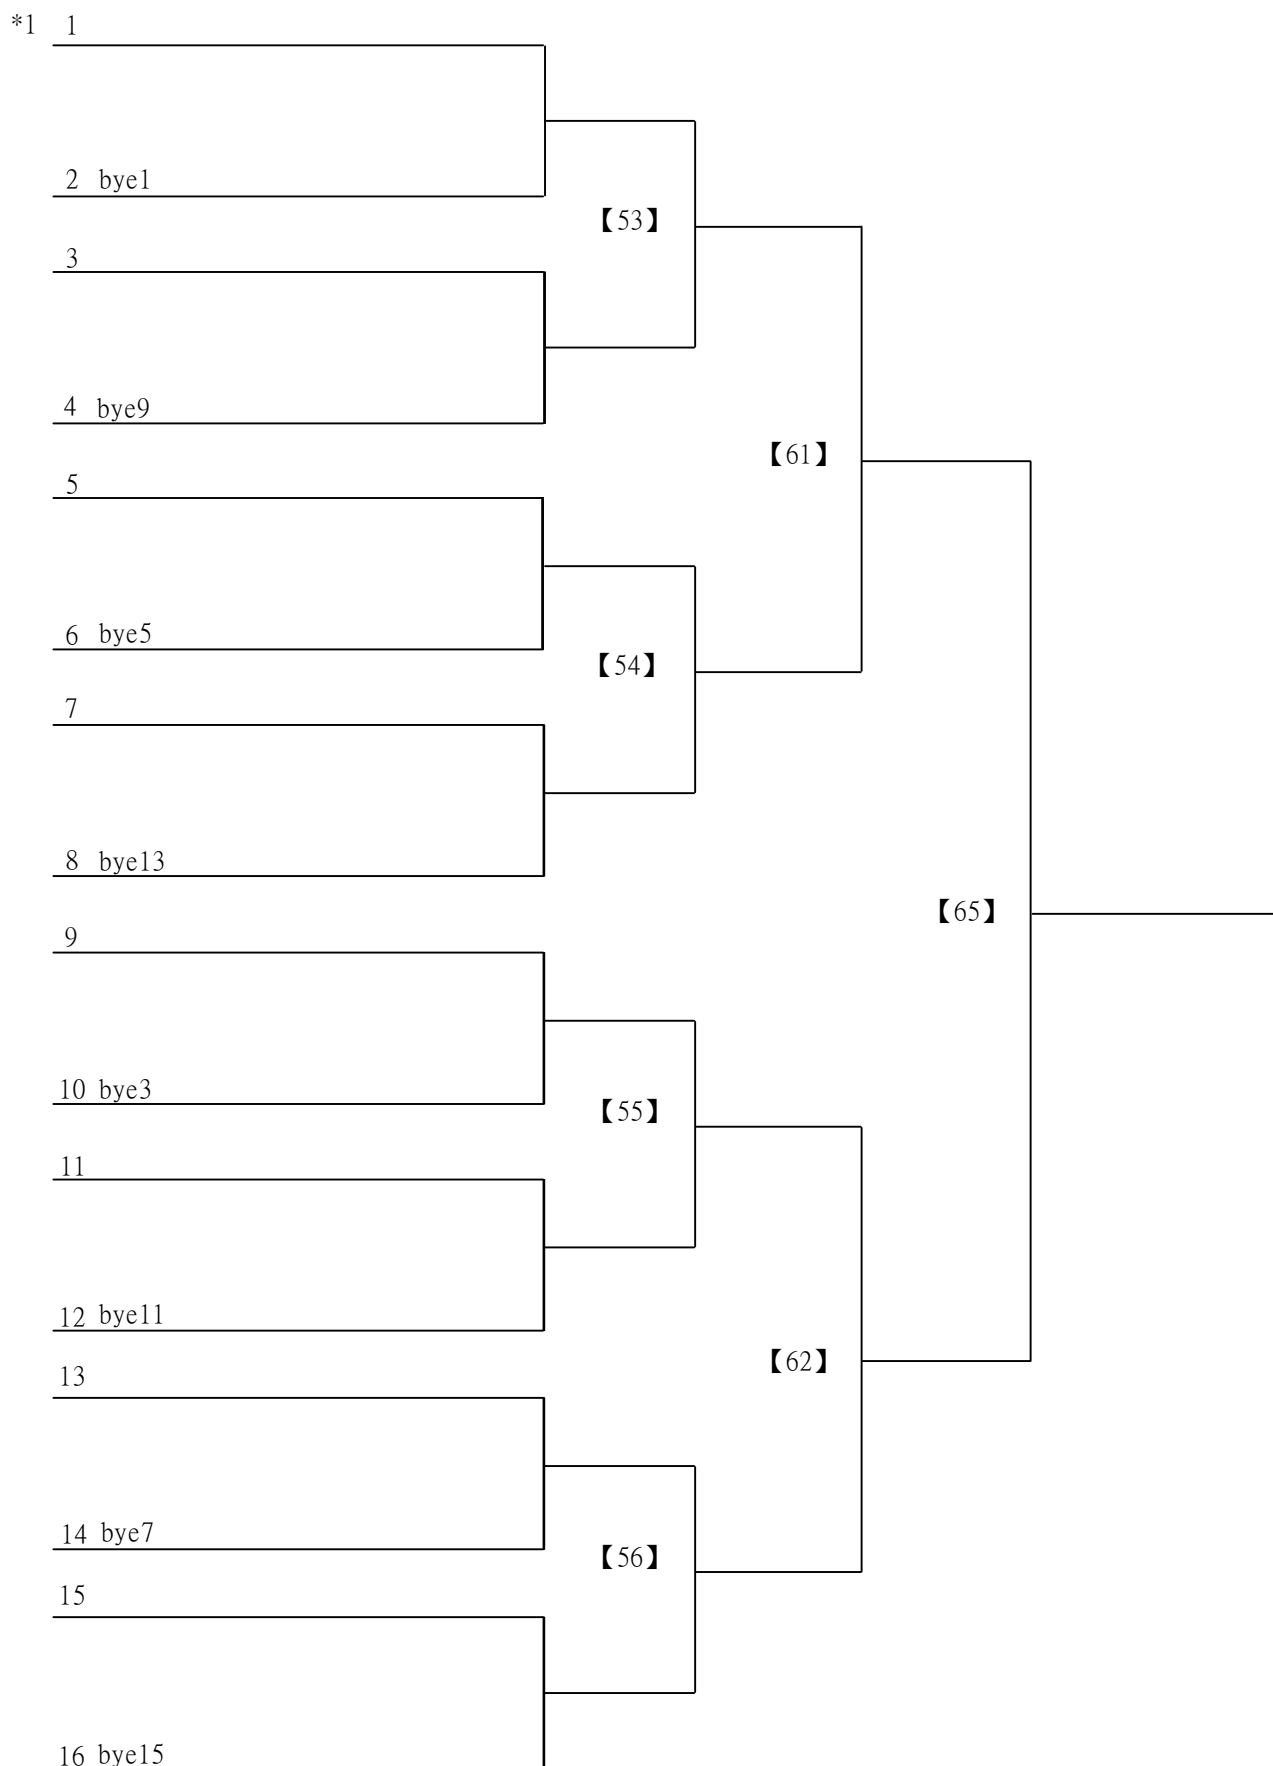 *1 1
2 bye1
【53】
3
4 bye9
【61】
5
6 bye5
【54】
7
8 bye13
【65】
9
10 bye3
【55】
11
12 bye11
【62】
13
14 bye7
【56】
15
16 bye15